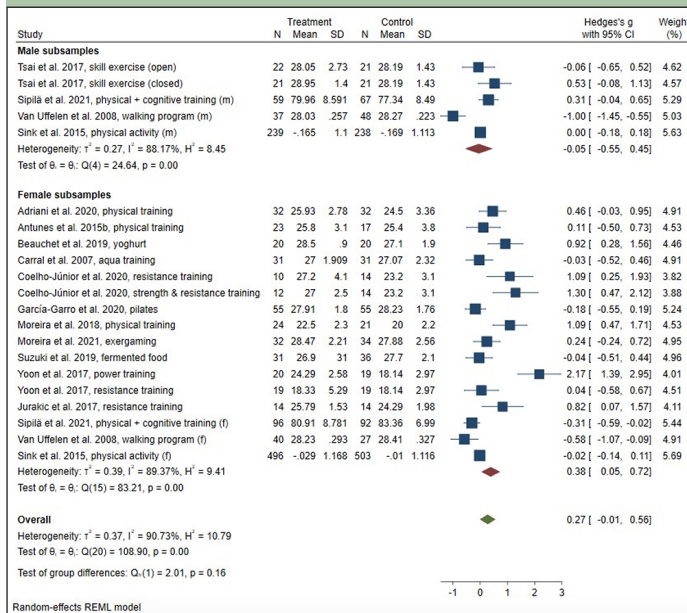 Treatment Control Hedges's g Weight
Study N Mean SD N Mean SD with 95% CI (%)
Male subsamples
Tsai et al. 2017, skill exercise (open) 22 28.05 2.73 21 28.19 1.43 -0.06 [ -0.65, 0.52] 4.62
Tsai et al. 2017, skill exercise (closed) 21 28.95 1.4 21 28.19 1.43 0.53 [ -0.08, 1.13] 4.57
Sipilä et al. 2021, physical + cognitive training (m) 59 79.96 8.591 67 77.34 8.49 0.31 [ -0.04, 0.65] 5.29
Van Uffelen et al. 2008, walking program (m) 37 28.03 .257 48 28.27 .223 -1.00 [ -1.45, -0.55] 5.03
Sink et al. 2015, physical activity (m) 239 -.165 1.1 238 -.169 1.113 0.00 [ -0.18, 0.18] 5.63
Heterogeneity: τ² = 0.27, I² = 88.17%, H² = 8.45 -0.05 [ -0.55, 0.45]
Test of θᵢ = θⱼ: Q(4) = 24.64, p = 0.00
Female subsamples
Adriani et al. 2020, physical training 32 25.93 2.78 32 24.5 3.36 0.46 [ -0.03, 0.95] 4.91
Antunes et al. 2015b, physical training 23 25.8 3.1 17 25.4 3.8 0.11 [ -0.50, 0.73] 4.53
Beauchet et al. 2019, yoghurt 20 28.5 .9 20 27.1 1.9 0.92 [ 0.28, 1.56] 4.46
Carral et al. 2007, aqua training 31 27 1.909 31 27.07 2.32 -0.03 [ -0.52, 0.46] 4.91
Coelho-Júnior et al. 2020, resistance training 10 27.2 4.1 14 23.2 3.1 1.09 [ 0.25, 1.93] 3.82
Coelho-Júnior et al. 2020, strength & resistance training 12 27 2.5 14 23.2 3.1 1.30 [ 0.47, 2.12] 3.88
García-Garro et al. 2020, pilates 55 27.91 1.8 55 28.23 1.76 -0.18 [ -0.55, 0.19] 5.24
Moreira et al. 2018, physical training 24 22.5 2.3 21 20 2.2 1.09 [ 0.47, 1.71] 4.53
Moreira et al. 2021, exergaming 32 28.47 2.21 34 27.88 2.56 0.24 [ -0.24, 0.72] 4.95
Suzuki et al. 2019, fermented food 31 26.9 31 36 27.7 2.1 -0.04 [ -0.51, 0.44] 4.96
Yoon et al. 2017, power training 20 24.29 2.58 19 18.14 2.97 2.17 [ 1.39, 2.95] 4.01
Yoon et al. 2017, resistance training 19 18.33 5.29 19 18.14 2.97 0.04 [ -0.58, 0.67] 4.51
Jurakic et al. 2017, resistance training 14 25.79 1.53 14 24.29 1.98 0.82 [ 0.07, 1.57] 4.11
Sipilä et al. 2021, physical + cognitive training (f) 96 80.91 8.781 92 83.36 6.99 -0.31 [ -0.59, -0.02] 5.44
Van Uffelen et al. 2008, walking program (f) 40 28.23 .293 27 28.41 .327 -0.58 [ -1.07, -0.09] 4.91
Sink et al. 2015, physical activity (f) 496 -.029 1.168 503 -.01 1.116 -0.02 [ -0.14, 0.11] 5.69
Heterogeneity: τ² = 0.39, I² = 89.37%, H² = 9.41 0.38 [ 0.05, 0.72]
Test of θᵢ = θⱼ: Q(15) = 83.21, p = 0.00
Overall 0.27 [ -0.01, 0.56]
Heterogeneity: τ² = 0.37, I² = 90.73%, H² = 10.79
Test of θᵢ = θⱼ: Q(20) = 108.90, p = 0.00
Test of group differences: Qᵦ(1) = 2.01, p = 0.16
-1 0 1 2 3
Random-effects REML model